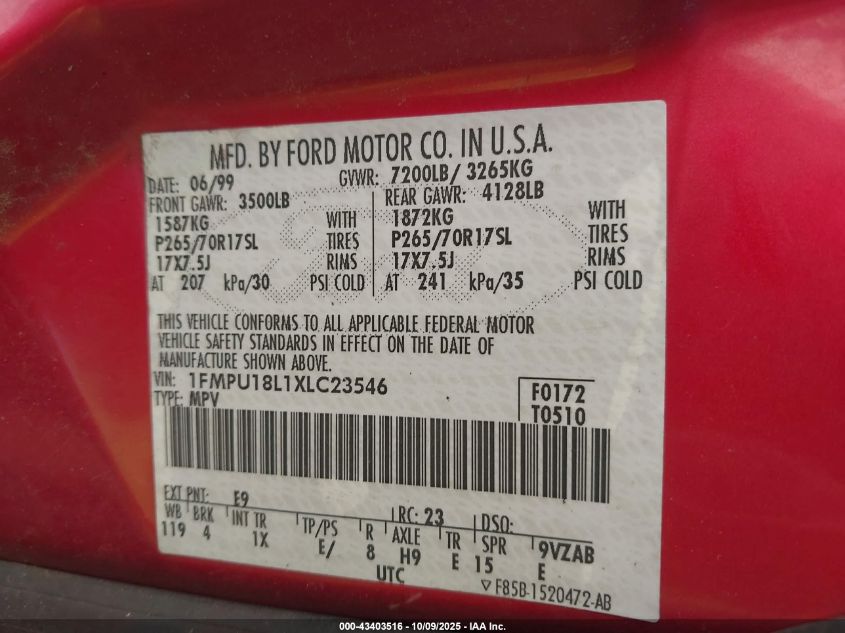 MFD. BY FORD MOTOR CO. IN U.S.A.
DATE: 06/99 GVWR: 7200LB/ 3265KG
FRONT GAWR: 3500LB REAR GAWR: 4128LB
1587KG WITH 1872KG WITH
P265/70R17SL TIRES P265/70R17SL TIRES
17X7.5J RIMS 17X7.5J RIMS
AT 207 kPa/30 PSI COLD AT 241 kPa/35 PSI COLD
THIS VEHICLE CONFORMS TO ALL APPLICABLE FEDERAL MOTOR
VEHICLE SAFETY STANDARDS IN EFFECT ON THE DATE OF
MANUFACTURE SHOWN ABOVE.
VIN: 1FMPU18L1XLC23546 F0172
TYPE: MPV T0510
EXT PNT: E9 RC: 23 DSO:
WB BRK INT TR TP/PS R AXLE TR SPR 9VZAB
119 4 1X E/ 8 H9 E 15 E
UTC ▽ F85B-1520472-AB
000-43403516 - 10/09/2025 - IAA Inc.